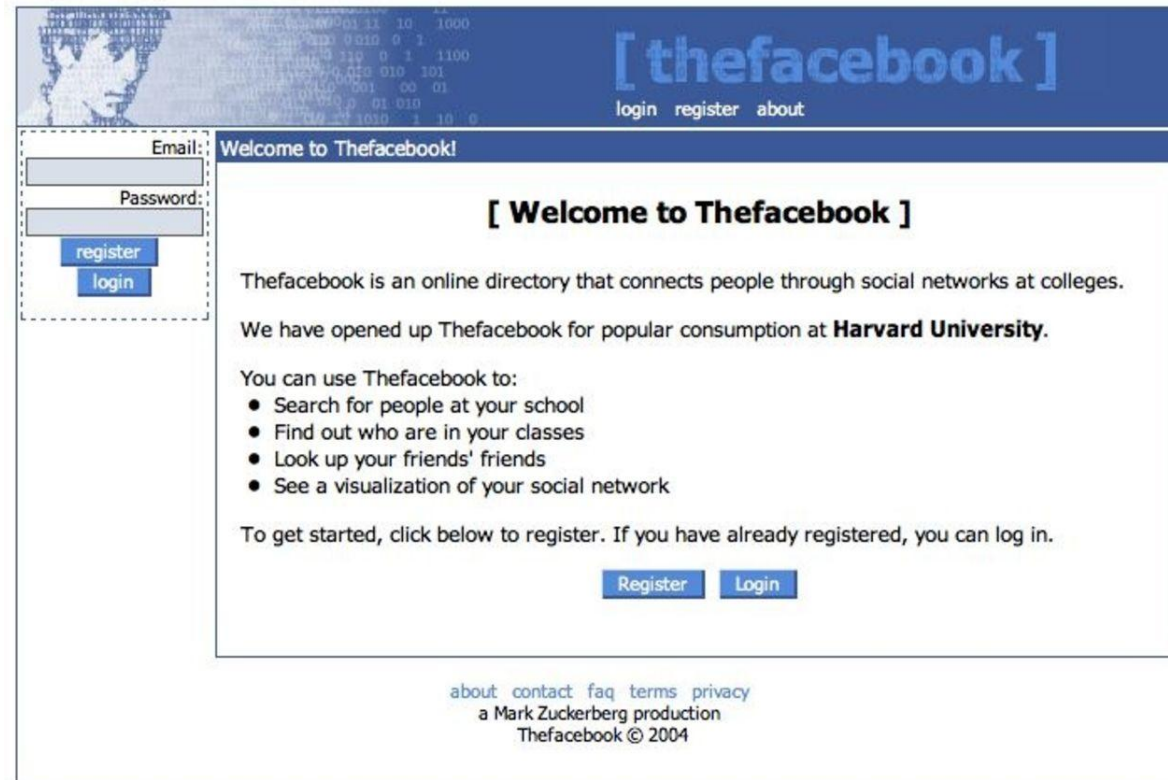 [ thefacebook ]
login register about
Email:
Password:
register
login
Welcome to Thefacebook!
[ Welcome to Thefacebook ]
Thefacebook is an online directory that connects people through social networks at colleges.
We have opened up Thefacebook for popular consumption at Harvard University.
You can use Thefacebook to:
• Search for people at your school
• Find out who are in your classes
• Look up your friends' friends
• See a visualization of your social network
To get started, click below to register. If you have already registered, you can log in.
Register Login
about contact faq terms privacy
a Mark Zuckerberg production
Thefacebook © 2004